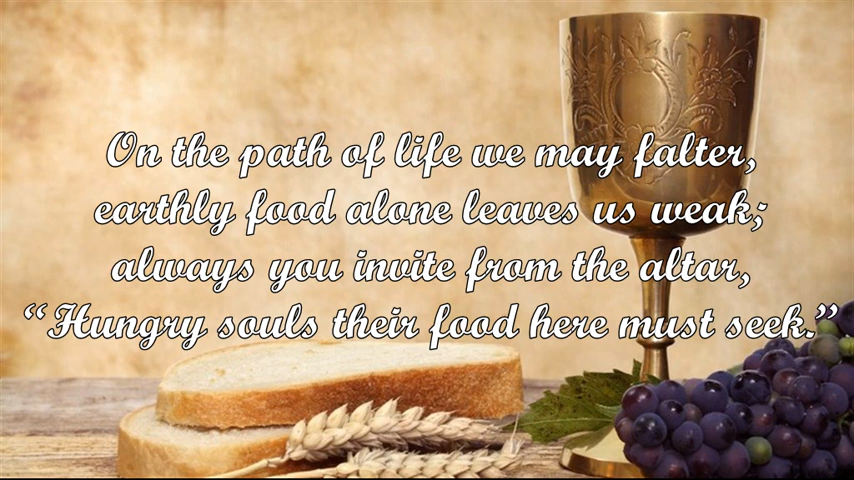 On the path of life we may falter,
earthly food alone leaves us weak;
always you invite from the altar,
“Hungry souls their food here must seek.”